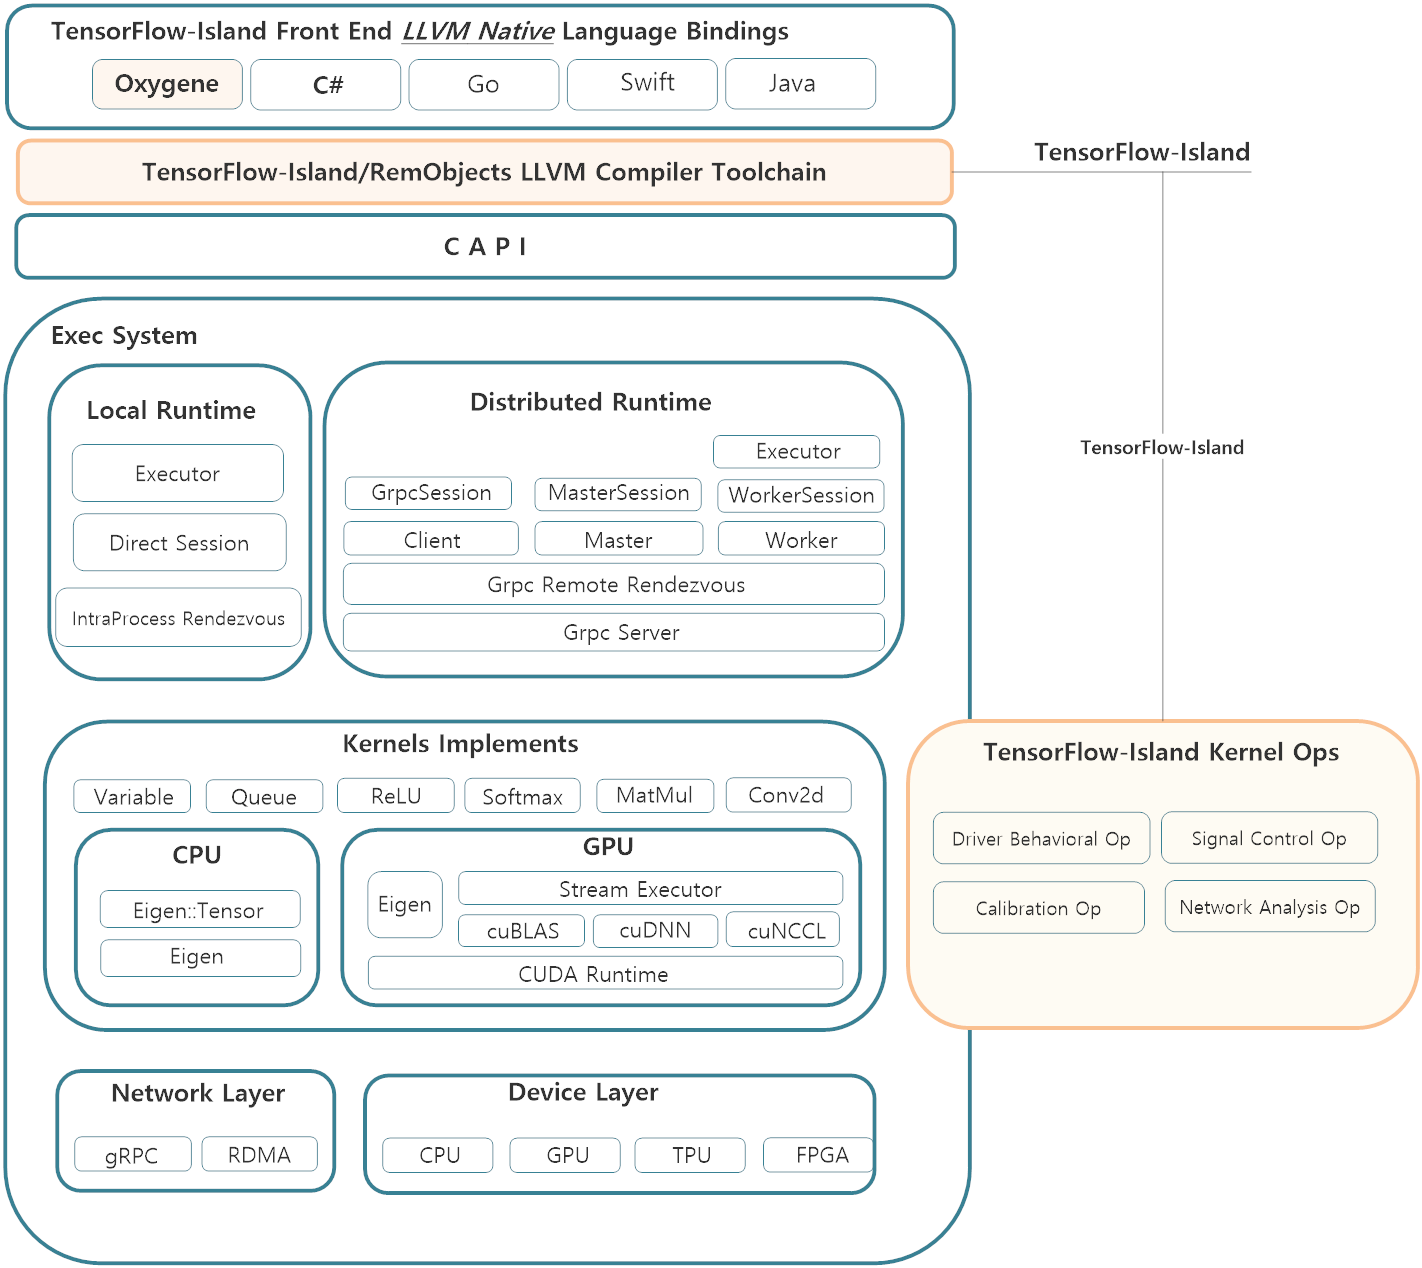 TensorFlow-Island Front End LLVM Native Language Bindings
Oxygene C# Go Swift Java
TensorFlow-Island/RemObjects LLVM Compiler Toolchain
TensorFlow-Island
C A P I
Exec System
Local Runtime
Executor
Direct Session
IntraProcess Rendezvous
Distributed Runtime
Executor
GrpcSession MasterSession WorkerSession
Client Master Worker
Grpc Remote Rendezvous
Grpc Server
TensorFlow-Island
Kernels Implements
Variable Queue ReLU Softmax MatMul Conv2d
CPU
Eigen::Tensor
Eigen
GPU
Eigen
Stream Executor
cuBLAS cuDNN cuNCCL
CUDA Runtime
TensorFlow-Island Kernel Ops
Driver Behavioral Op Signal Control Op
Calibration Op Network Analysis Op
Network Layer
gRPC RDMA
Device Layer
CPU GPU TPU FPGA